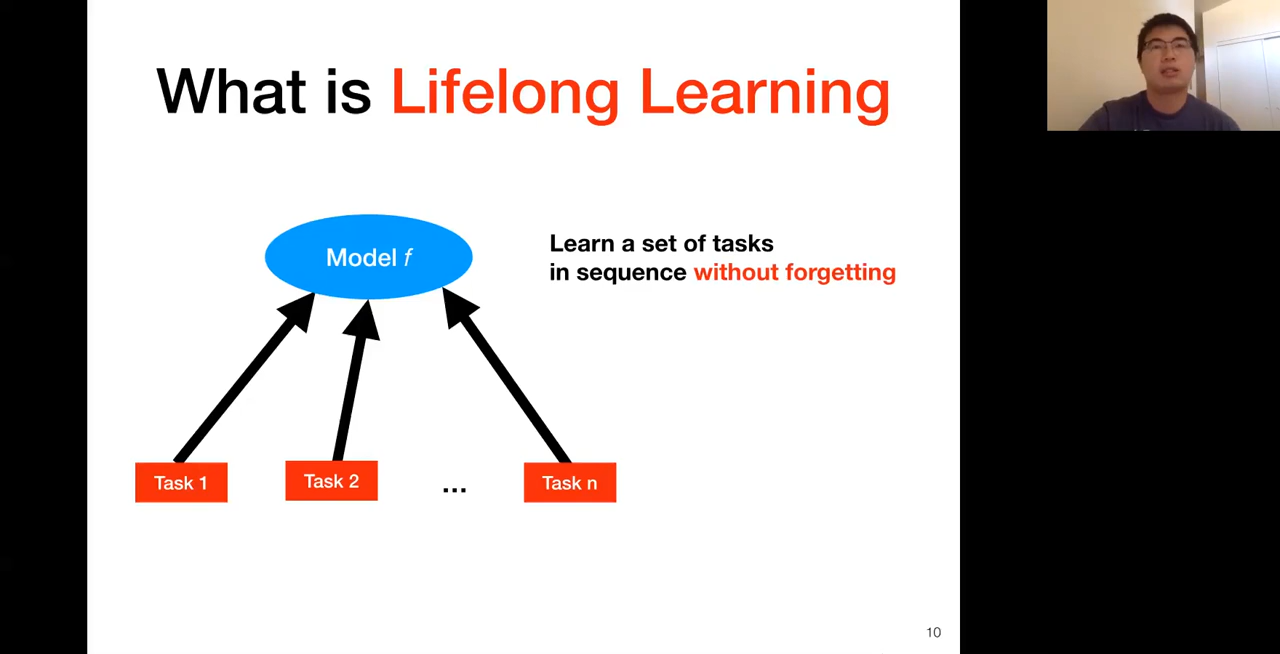 What is Lifelong Learning
Model f
Learn a set of tasks
in sequence without forgetting
Task 1
Task 2
...
Task n
10